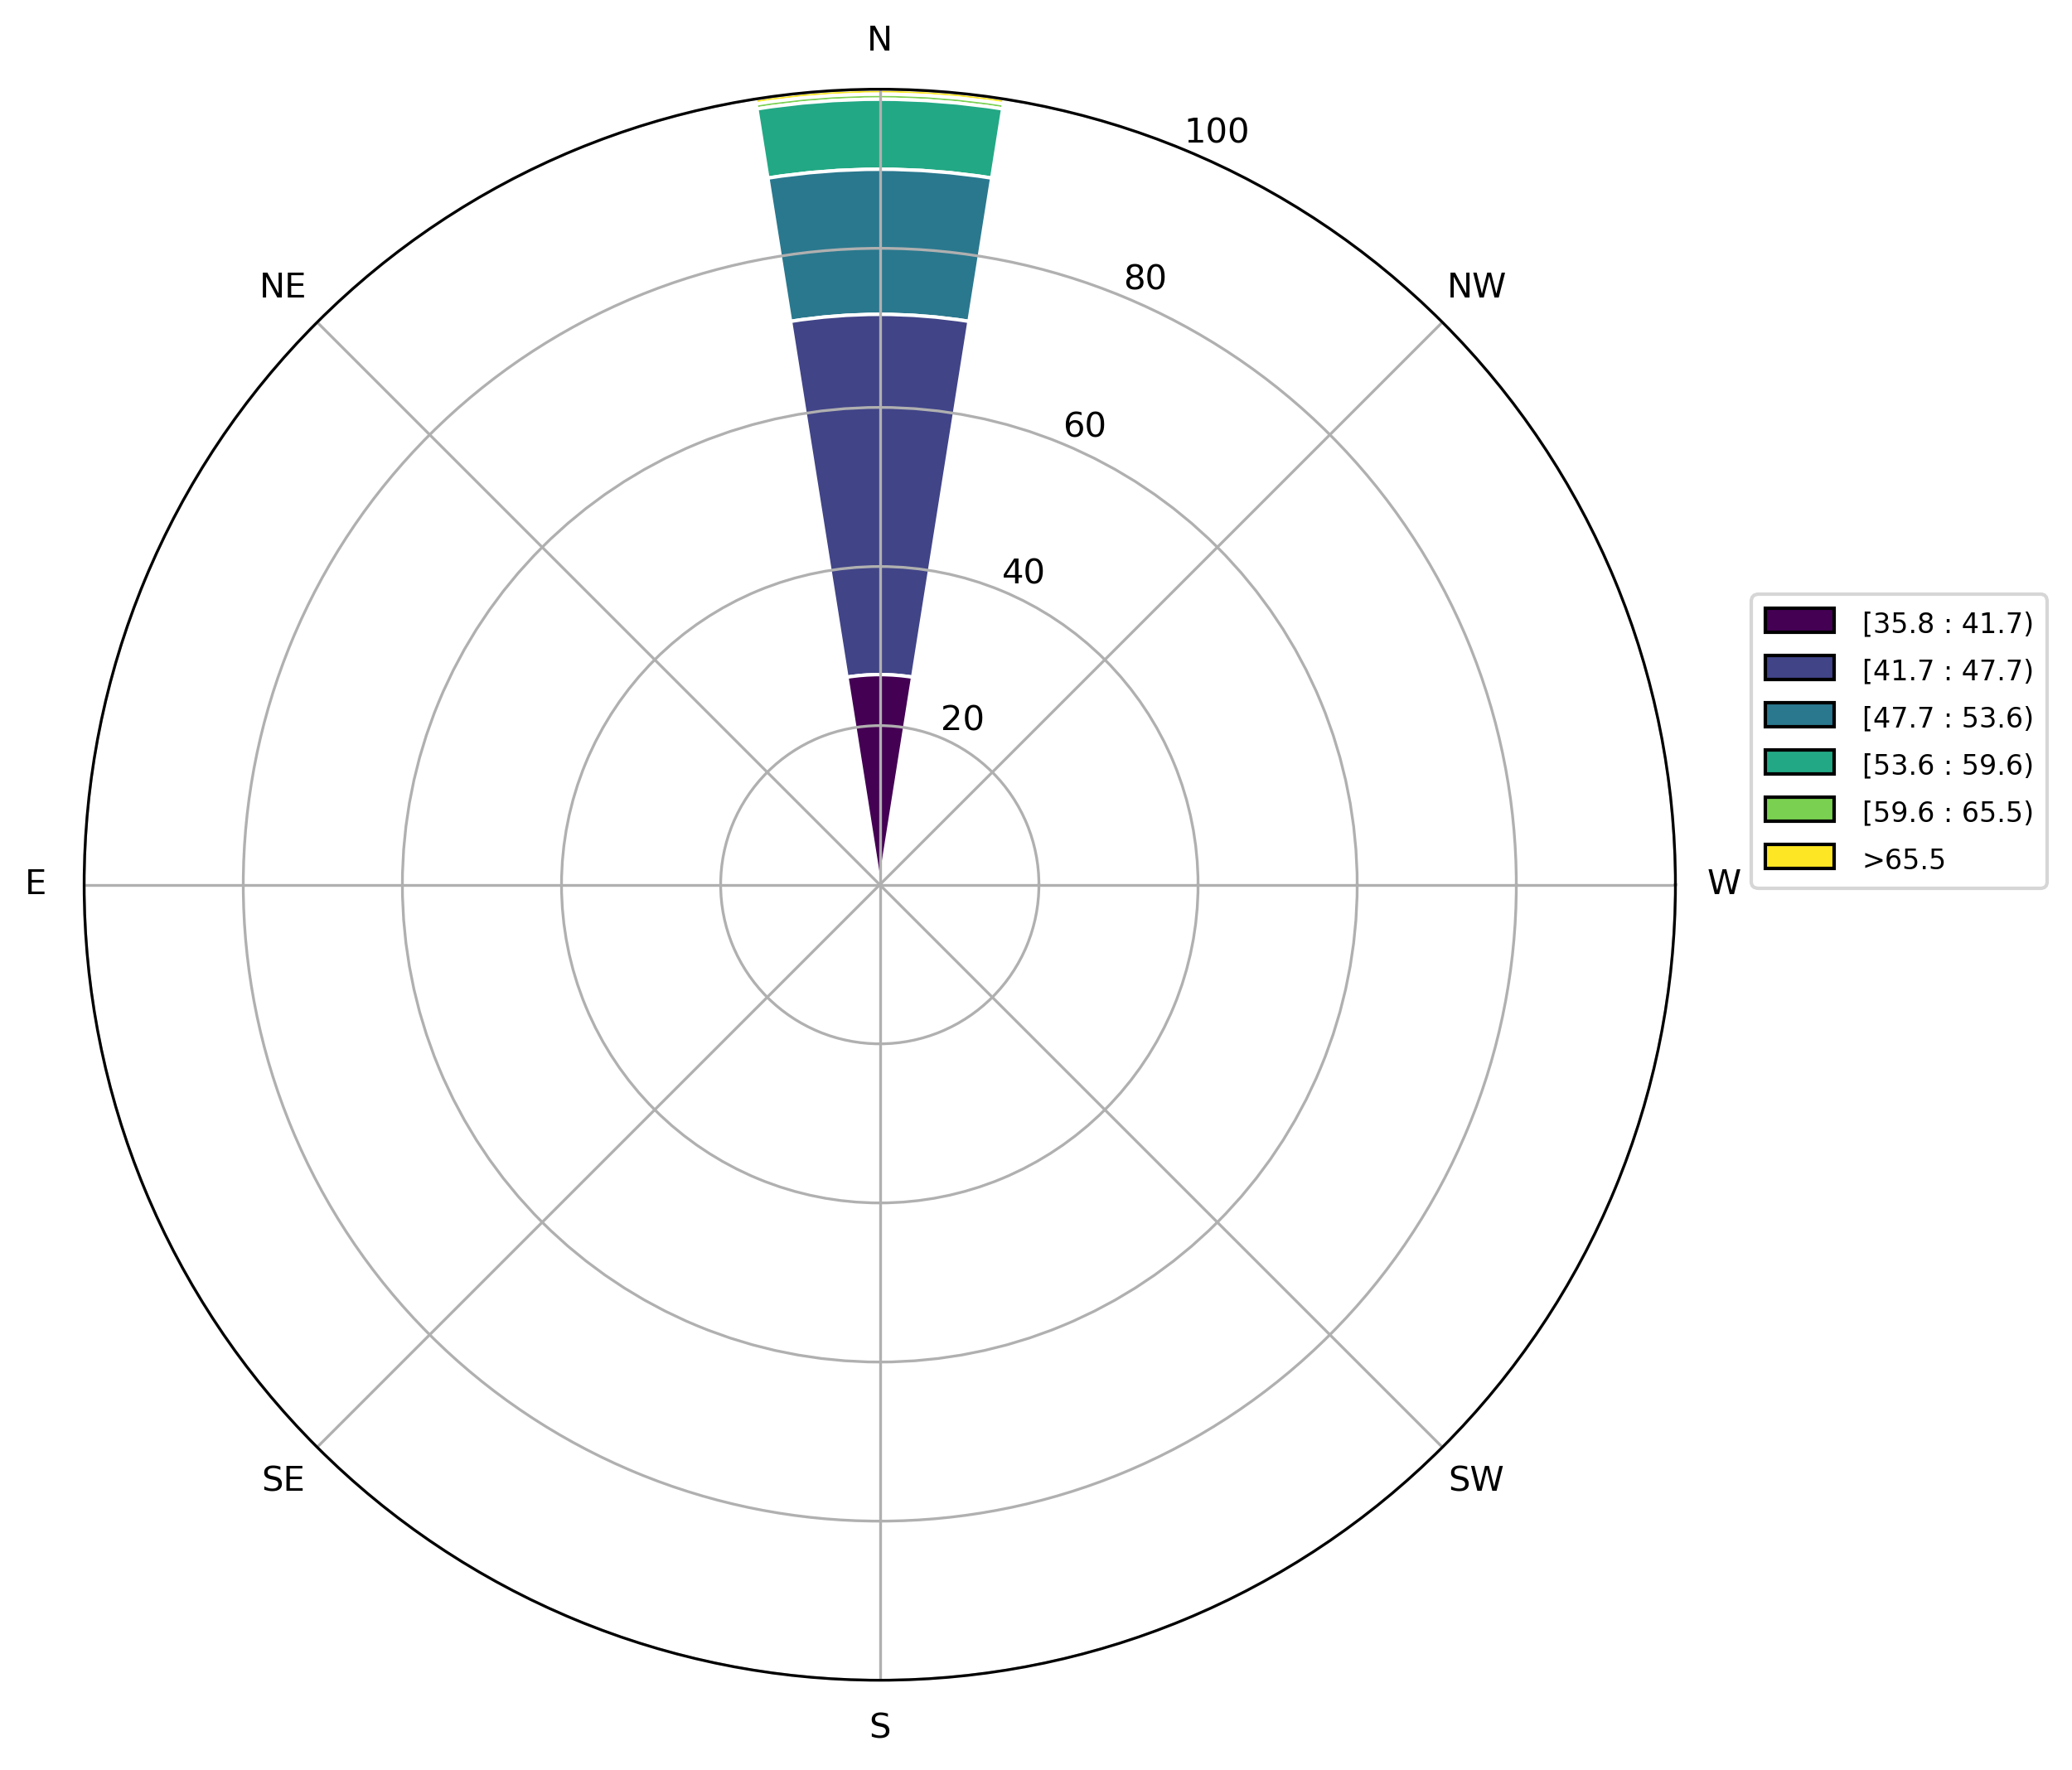 N
100
NE
NW
80
60
40
[35.8 : 41.7)
[41.7 : 47.7)
20
[47.7 : 53.6)
[53.6 : 59.6)
[59.6 : 65.5)
>65.5
E
W
SE
SW
S